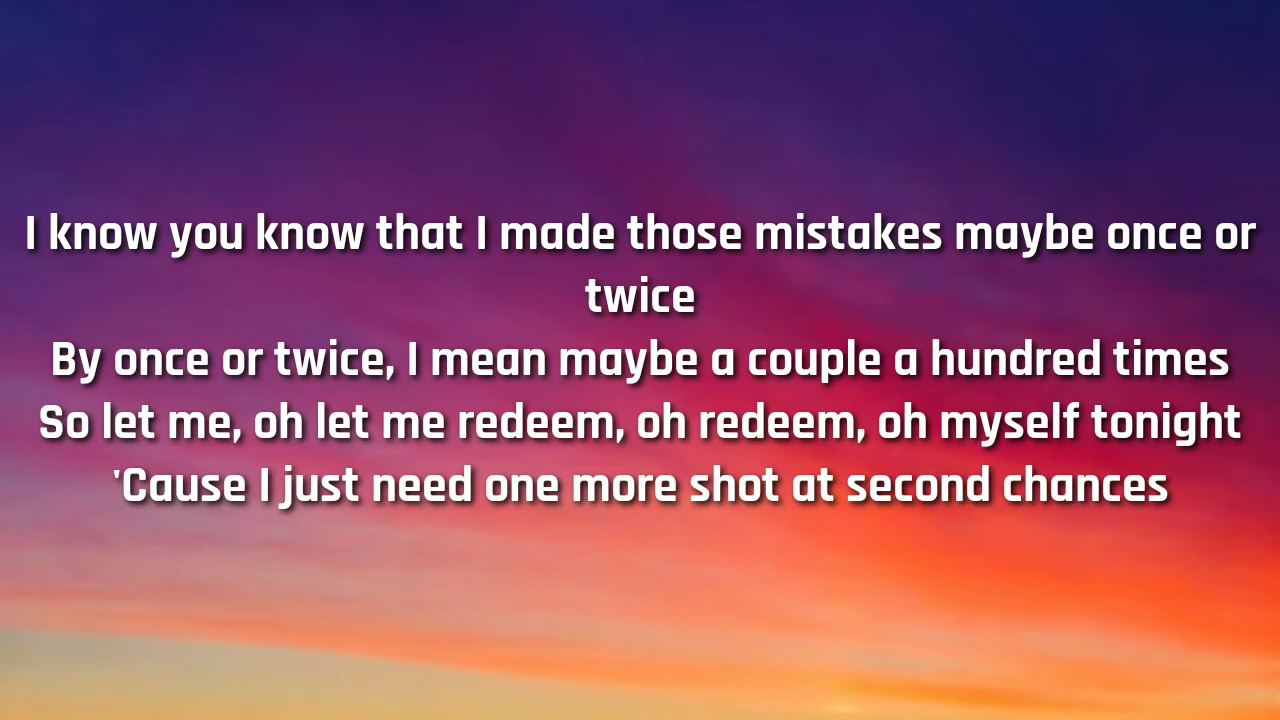 I know you know that I made those mistakes maybe once or
twice
By once or twice, I mean maybe a couple a hundred times
So let me, oh let me redeem, oh redeem, oh myself tonight
'Cause I just need one more shot at second chances